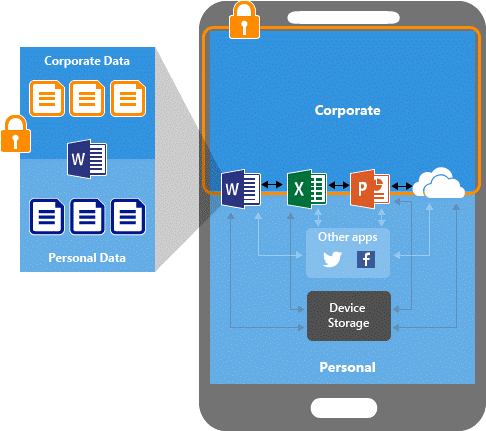 Corporate Data
W
Personal Data
Corporate
W
X
P
Other apps
f
Device
Storage
Personal